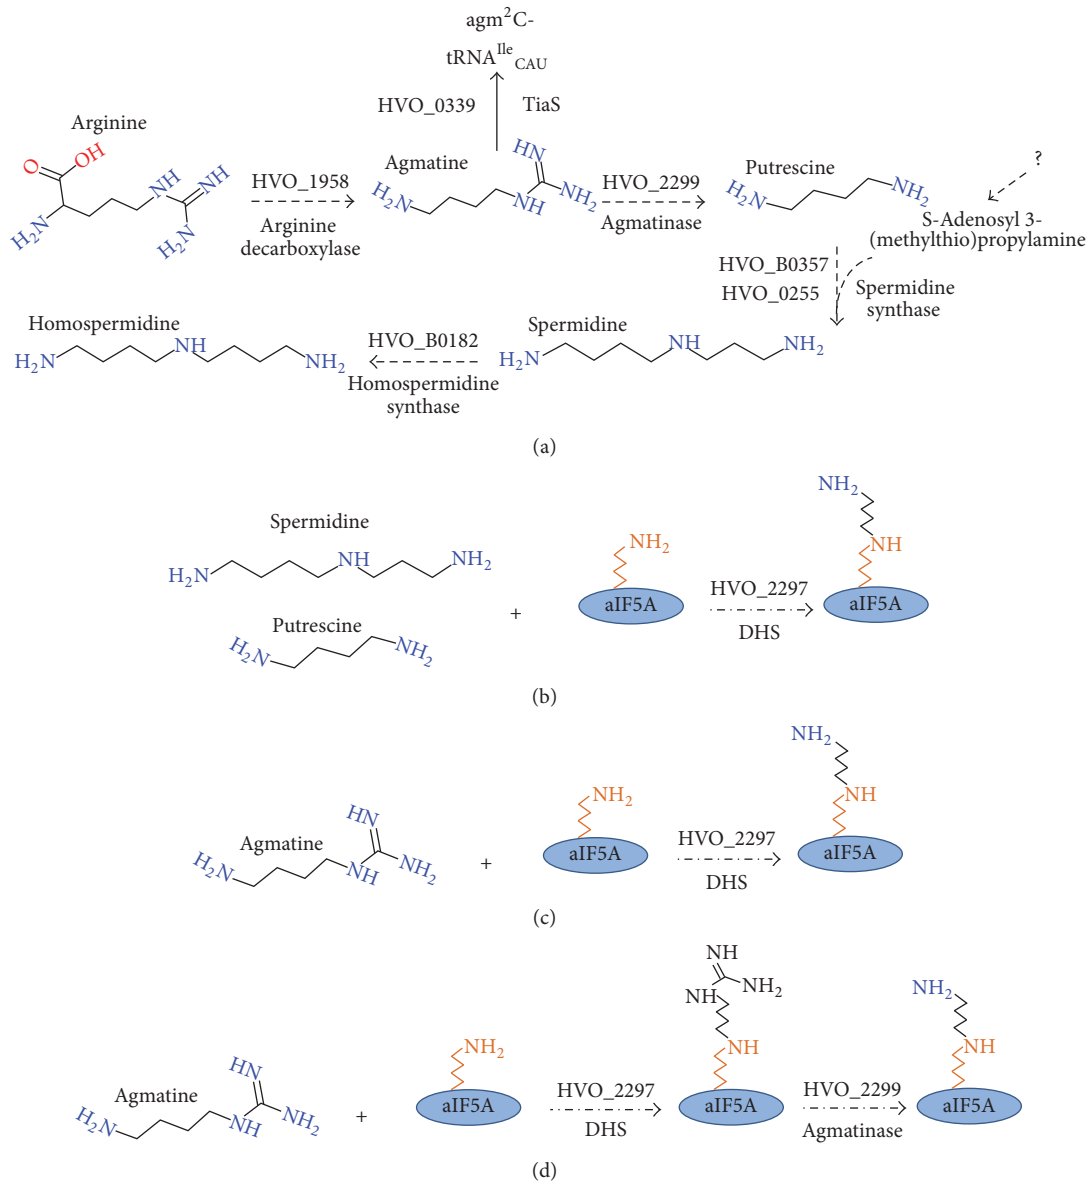 agm²C-
tRNA^Ile_CAU
HVO_0339 TiaS
Arginine
O OH
NH NH
H₂N
H₂N
HVO_1958
Arginine
decarboxylase
Agmatine
HN
H₂N
NH
NH₂
HVO_2299
Agmatinase
Putrescine
H₂N
NH₂
?
S-Adenosyl 3-
(methylthio)propylamine
HVO_B0357
HVO_0255
Spermidine
synthase
Homospermidine
H₂N
NH
NH₂
HVO_B0182
Homospermidine
synthase
Spermidine
H₂N
NH
NH₂
(a)
Spermidine
H₂N
NH
NH₂
Putrescine
H₂N
NH₂
+
NH₂
aIF5A
HVO_2297
DHS
NH₂
NH
aIF5A
(b)
Agmatine
HN
H₂N
NH
NH₂
+
NH₂
aIF5A
HVO_2297
DHS
NH₂
NH
aIF5A
(c)
Agmatine
HN
H₂N
NH
NH₂
+
NH₂
aIF5A
HVO_2297
DHS
NH
NH₂
NH
NH
aIF5A
HVO_2299
Agmatinase
NH₂
NH
aIF5A
(d)